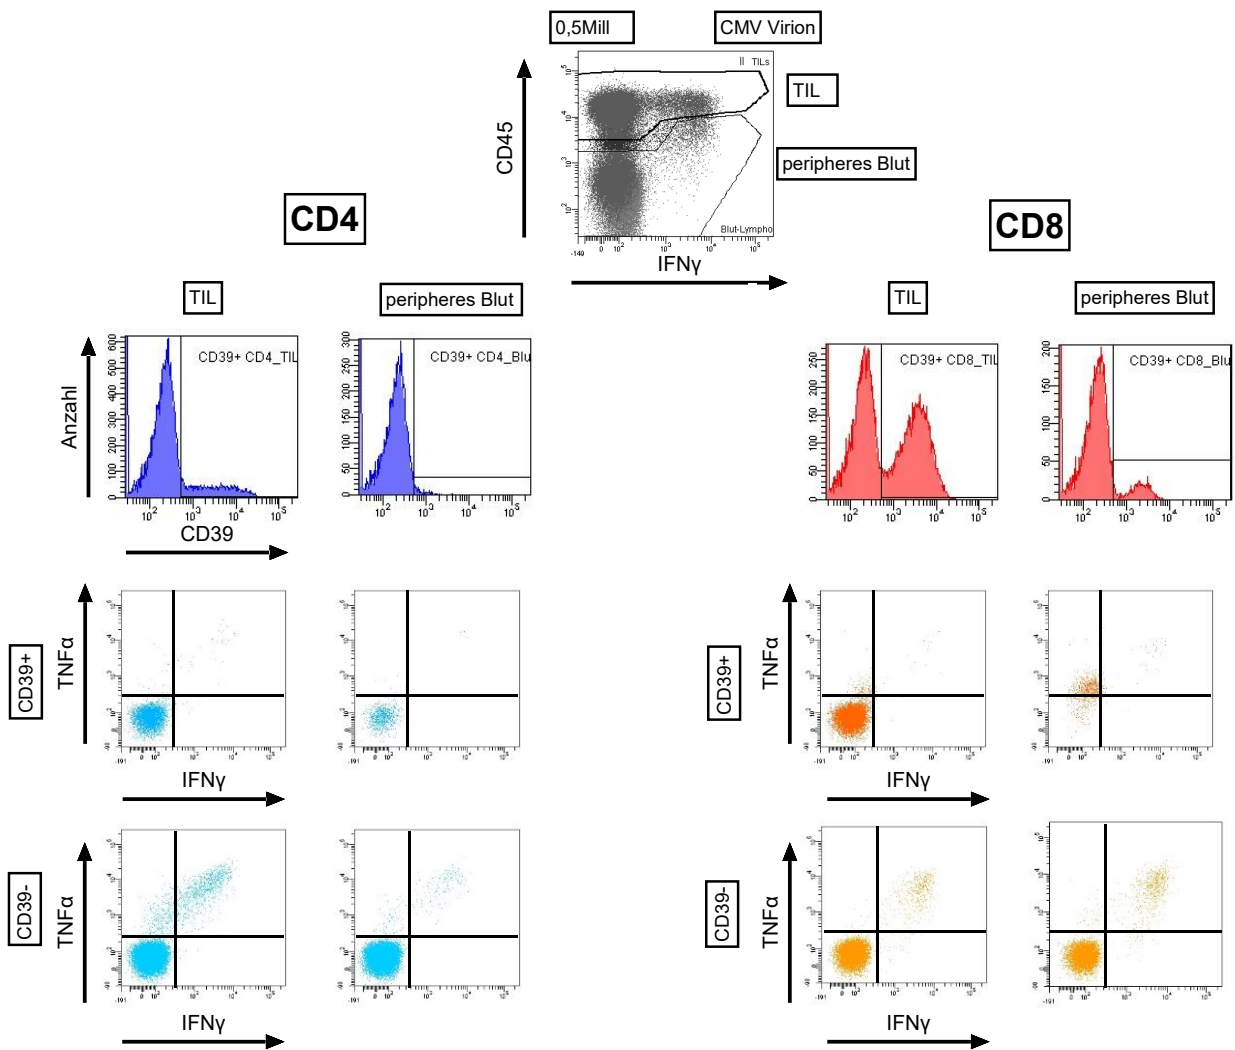 0,5Mill
CMV Virion
TILs
TIL
CD45
peripheres Blut
Blut-Lympho
IFNγ
CD4
CD8
TIL
peripheres Blut
TIL
peripheres Blut
Anzahl
CD39+ CD4_TIL
CD39+ CD4_Blu
CD39+ CD8_TIL
CD39+ CD8_Blu
CD39
CD39+
TNFα
IFNγ
CD39+
TNFα
IFNγ
CD39-
TNFα
IFNγ
CD39-
TNFα
IFNγ